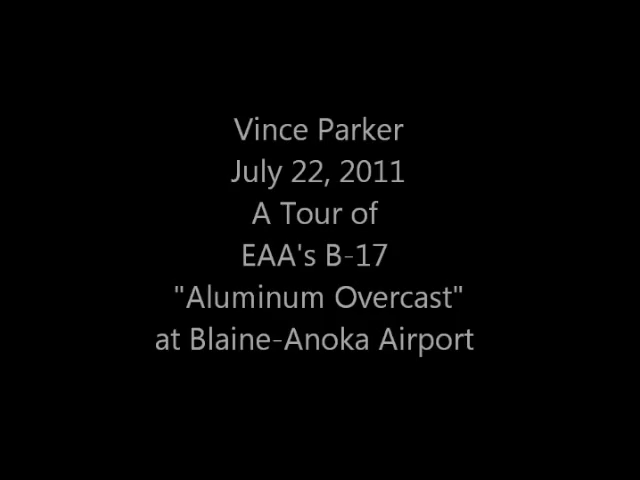 Vince Parker
July 22, 2011
A Tour of
EAA's B-17
"Aluminum Overcast"
at Blaine-Anoka Airport